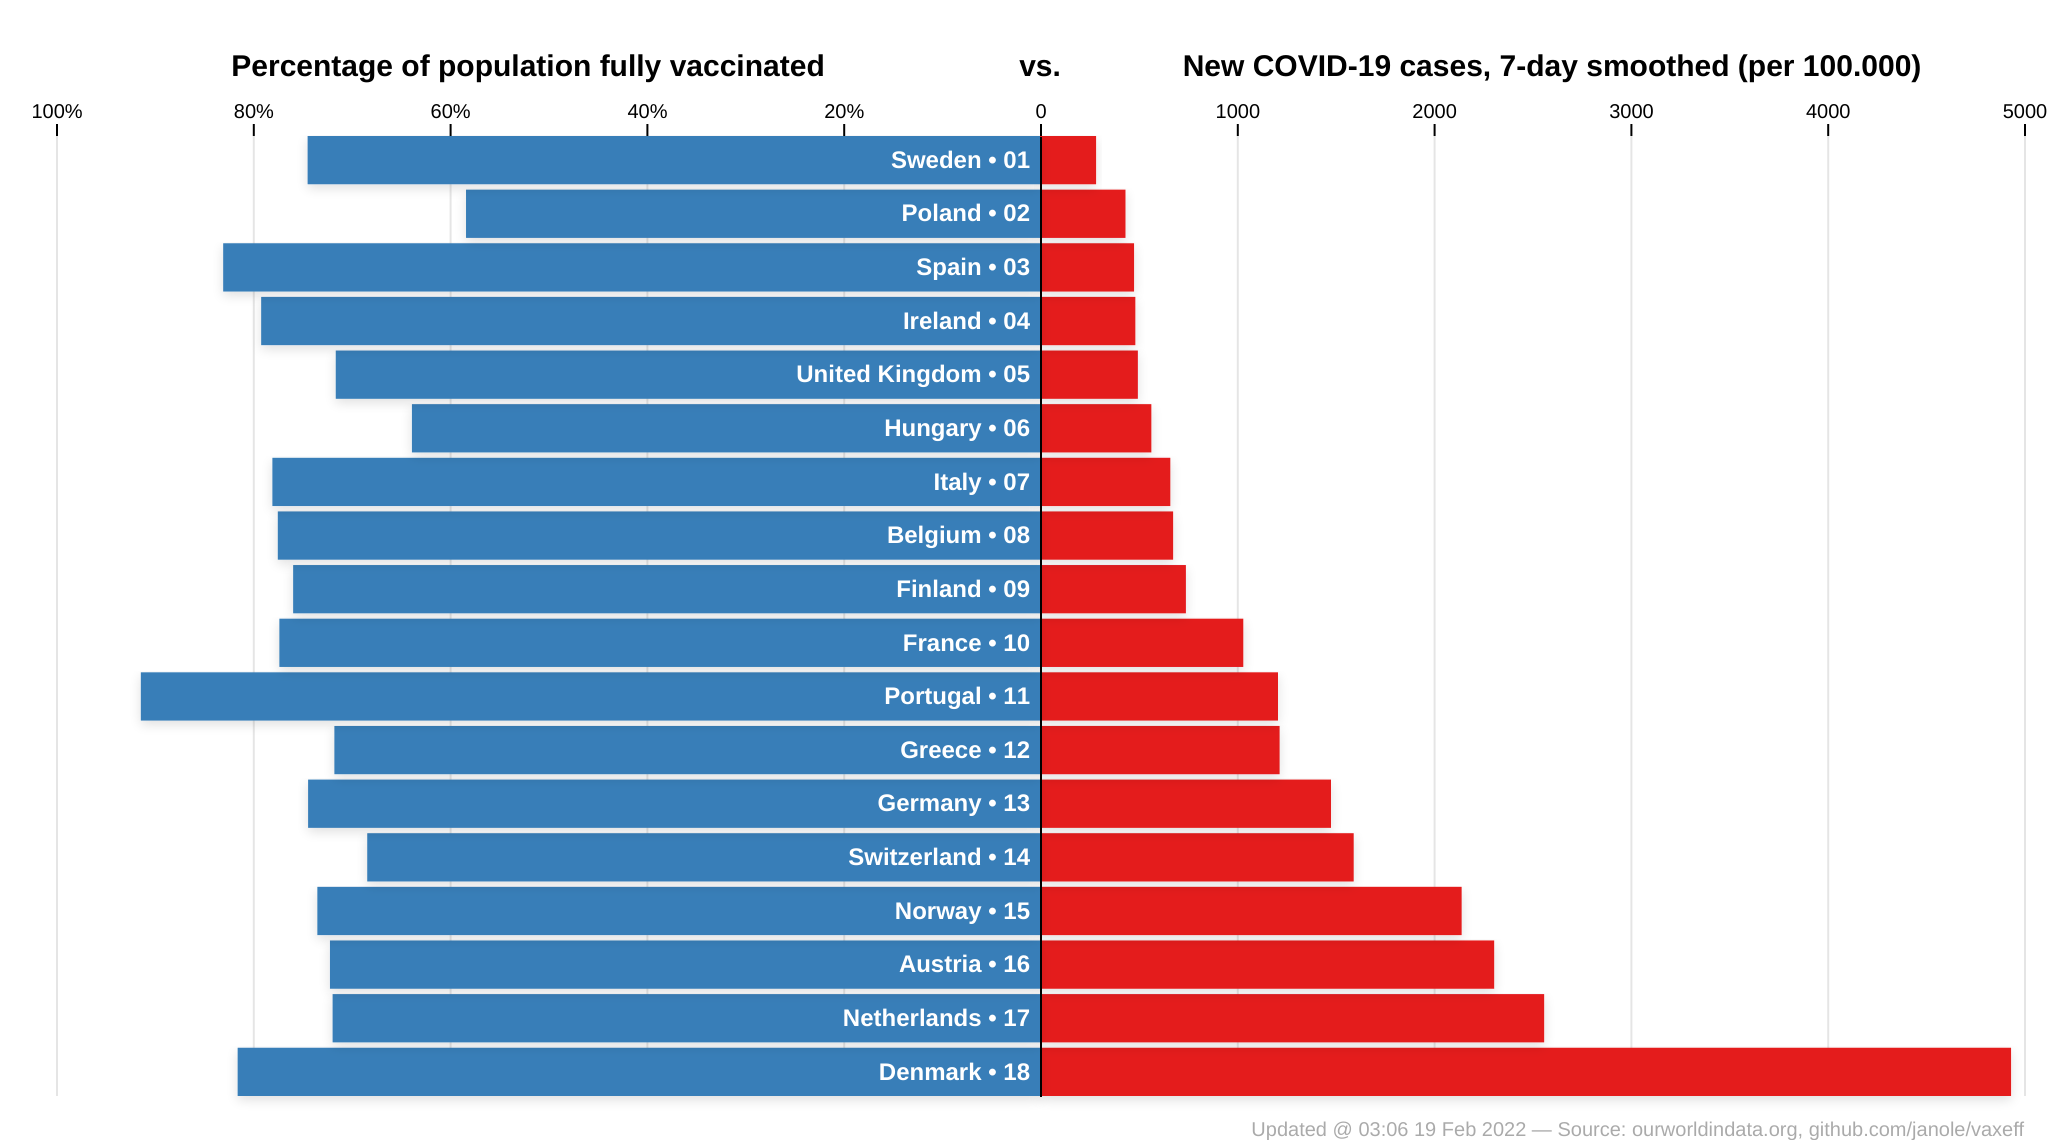 Percentage of population fully vaccinated vs. New COVID-19 cases, 7-day smoothed (per 100.000)
100% 80% 60% 40% 20% 0 1000 2000 3000 4000 5000
Sweden • 01
Poland • 02
Spain • 03
Ireland • 04
United Kingdom • 05
Hungary • 06
Italy • 07
Belgium • 08
Finland • 09
France • 10
Portugal • 11
Greece • 12
Germany • 13
Switzerland • 14
Norway • 15
Austria • 16
Netherlands • 17
Denmark • 18
Updated @ 03:06 19 Feb 2022 — Source: ourworldindata.org, github.com/janole/vaxeff